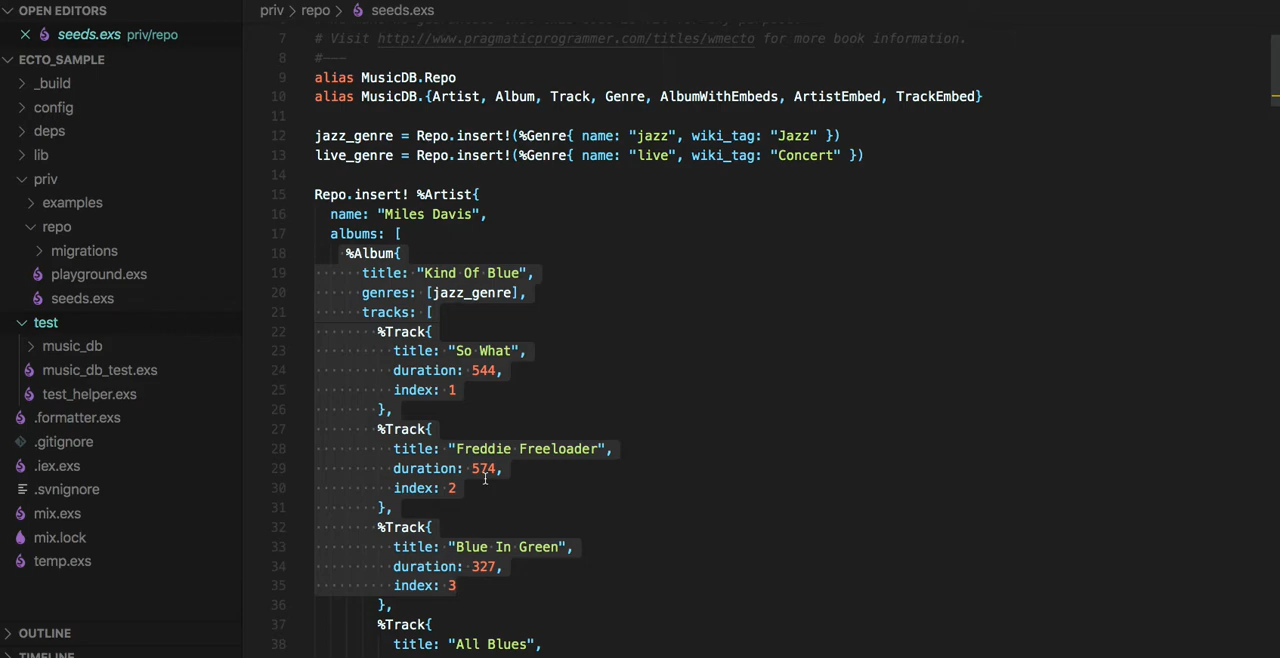 OPEN EDITORS
seeds.exs priv/repo
ECTO_SAMPLE
_build
config
deps
lib
priv
examples
repo
migrations
playground.exs
seeds.exs
test
music_db
music_db_test.exs
test_helper.exs
.formatter.exs
.gitignore
.iex.exs
.svnignore
mix.exs
mix.lock
temp.exs
OUTLINE
TIMELINE
priv > repo > seeds.exs
7 # Visit http://www.pragmaticprogrammer.com/titles/wmecto for more book information.
8 #---
9 alias MusicDB.Repo
10 alias MusicDB.{Artist, Album, Track, Genre, AlbumWithEmbeds, ArtistEmbed, TrackEmbed}
11
12 jazz_genre = Repo.insert!(%Genre{ name: "jazz", wiki_tag: "Jazz" })
13 live_genre = Repo.insert!(%Genre{ name: "live", wiki_tag: "Concert" })
14
15 Repo.insert! %Artist{
16 name: "Miles Davis",
17 albums: [
18 %Album{
19 title: "Kind Of Blue",
20 genres: [jazz_genre],
21 tracks: [
22 %Track{
23 title: "So What",
24 duration: 544,
25 index: 1
26 },
27 %Track{
28 title: "Freddie Freeloader",
29 duration: 574,
30 index: 2
31 },
32 %Track{
33 title: "Blue In Green",
34 duration: 327,
35 index: 3
36 },
37 %Track{
38 title: "All Blues",